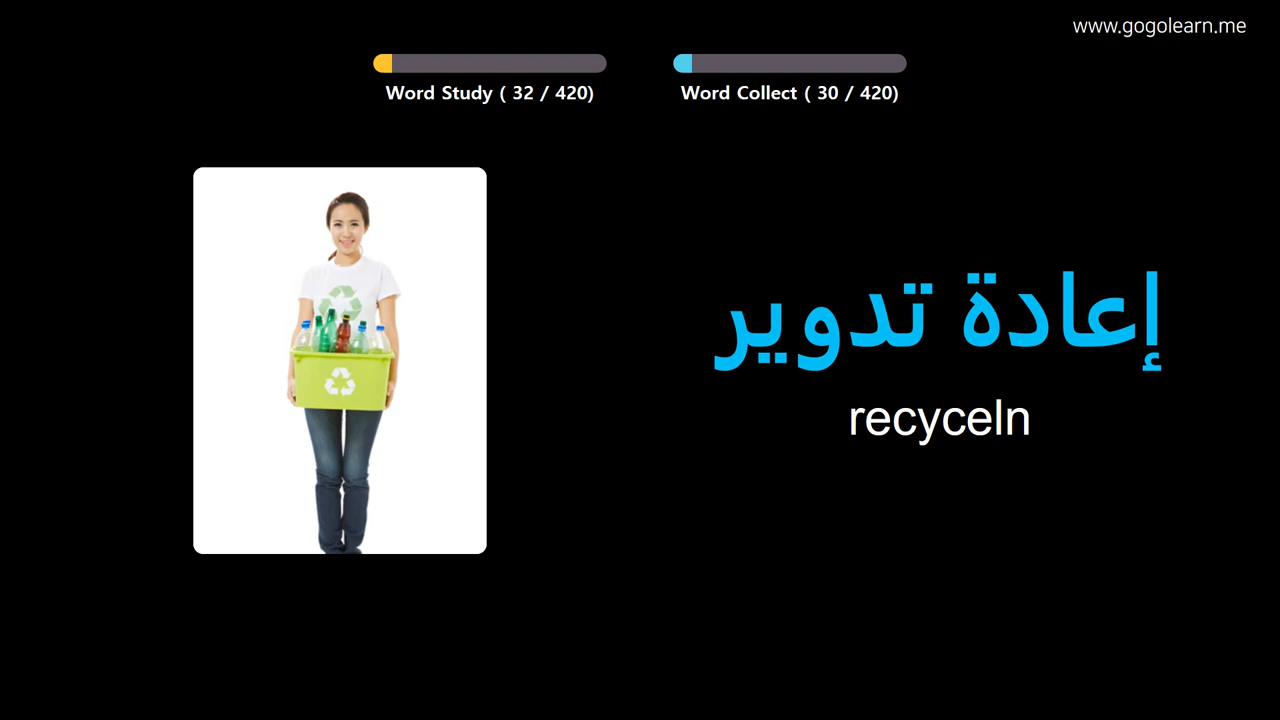 www.gogolearn.me
Word Study ( 32 / 420)
Word Collect ( 30 / 420)
إعادة تدوير
recyceln